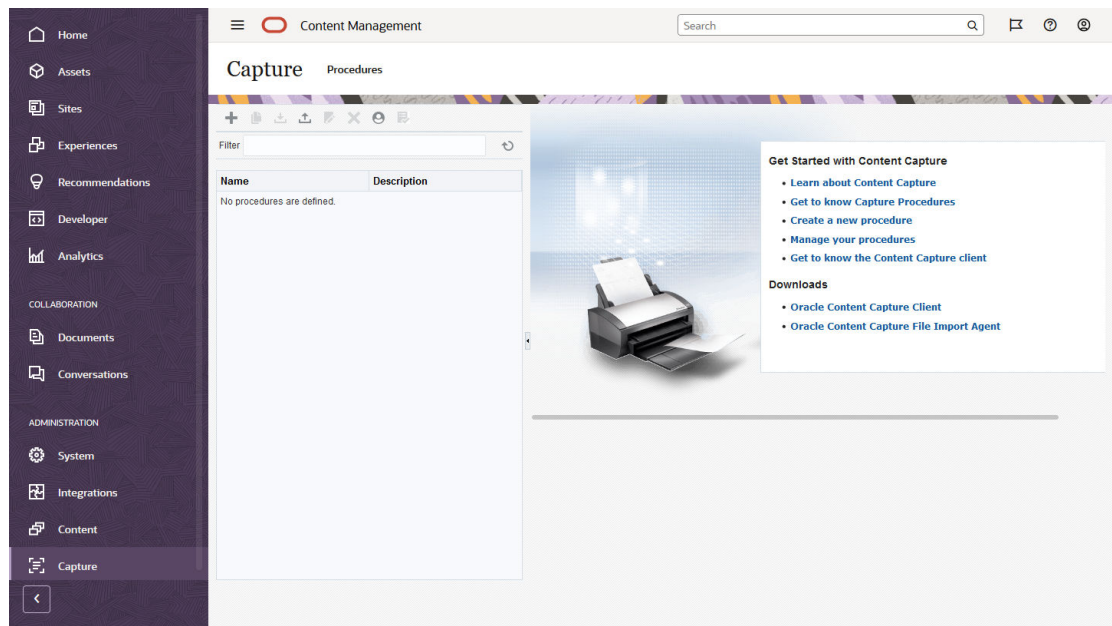 Home
Assets
Sites
Experiences
Recommendations
Developer
Analytics
COLLABORATION
Documents
Conversations
ADMINISTRATION
System
Integrations
Content
Capture
Content Management
Search
Capture Procedures
Filter
Name Description
No procedures are defined.
Get Started with Content Capture
• Learn about Content Capture
• Get to know Capture Procedures
• Create a new procedure
• Manage your procedures
• Get to know the Content Capture client
Downloads
• Oracle Content Capture Client
• Oracle Content Capture File Import Agent